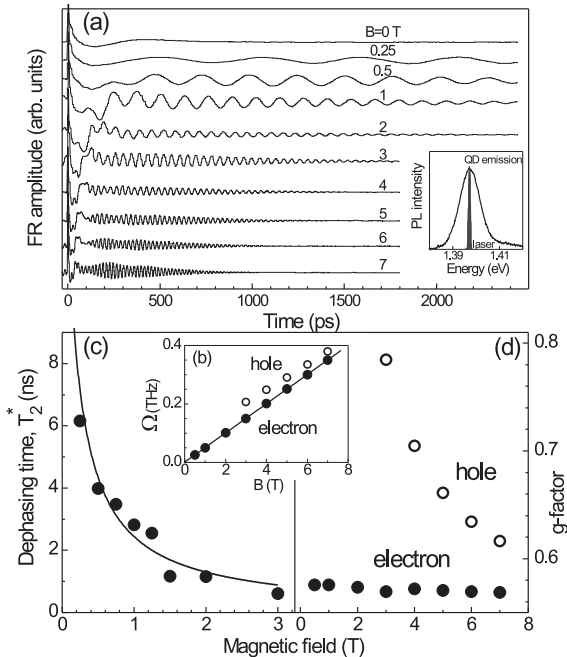 (a)
B=0 T
0.25
0.5
1
2
3
4
5
6
7
FR amplitude (arb. units)
0 500 1000 1500 2000
Time (ps)
QD emission
laser
PL intensity
1.39 1.41
Energy (eV)
(c)
Dephasing time, T2* (ns)
8
6
4
2
0
0 1 2 3
(b)
hole
electron
Ω (THz)
0.4
0.2
0.0
0 2 4 6 8
B (T)
(d)
hole
electron
g-factor
0.8
0.7
0.6
0 2 4 6 8
Magnetic field (T)